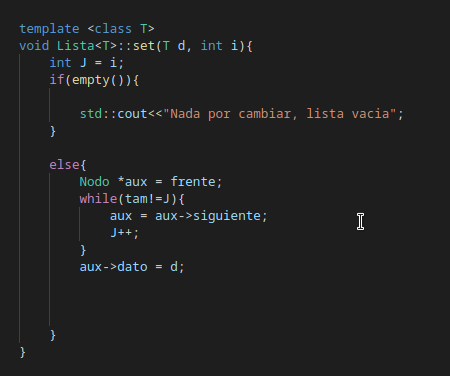 template <class T>
void Lista<T>::set(T d, int i){
int J = i;
if(empty()){
std::cout<<"Nada por cambiar, lista vacia";
}
else{
Nodo *aux = frente;
while(tam!=J){
aux = aux->siguiente;
J++;
}
aux->dato = d;
}
}